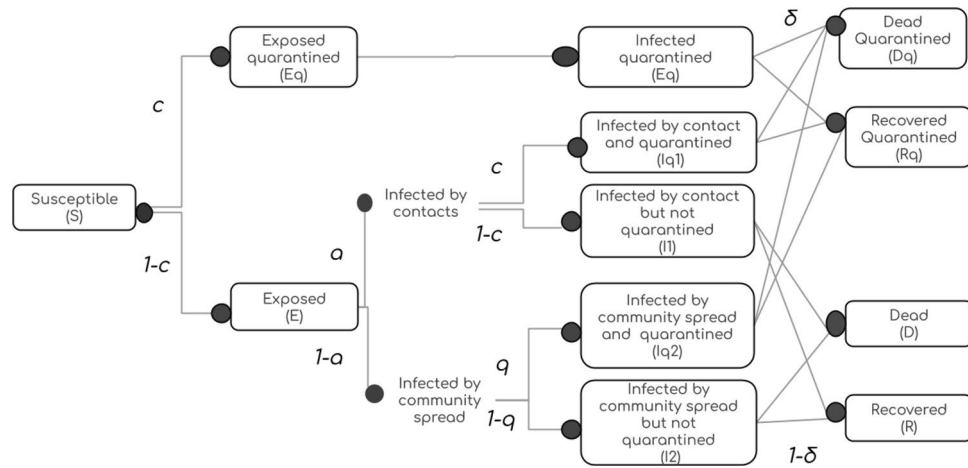 Exposed
quarantined
(Eq)
Infected
quarantined
(Eq)
δ
Dead
Quarantined
(Dq)
c
Infected by contact
and quarantined
(Iq1)
Recovered
Quarantined
(Rq)
Susceptible
(S)
Infected by
contacts
c
1-c
Infected by contact
but not
quarantined
(I1)
1-c
a
Exposed
(E)
1-a
Infected by
community spread
and quarantined
(Iq2)
Dead
(D)
Infected by
community
spread
q
1-q
Infected by
community spread
but not
quarantined
(I2)
Recovered
(R)
1-δ